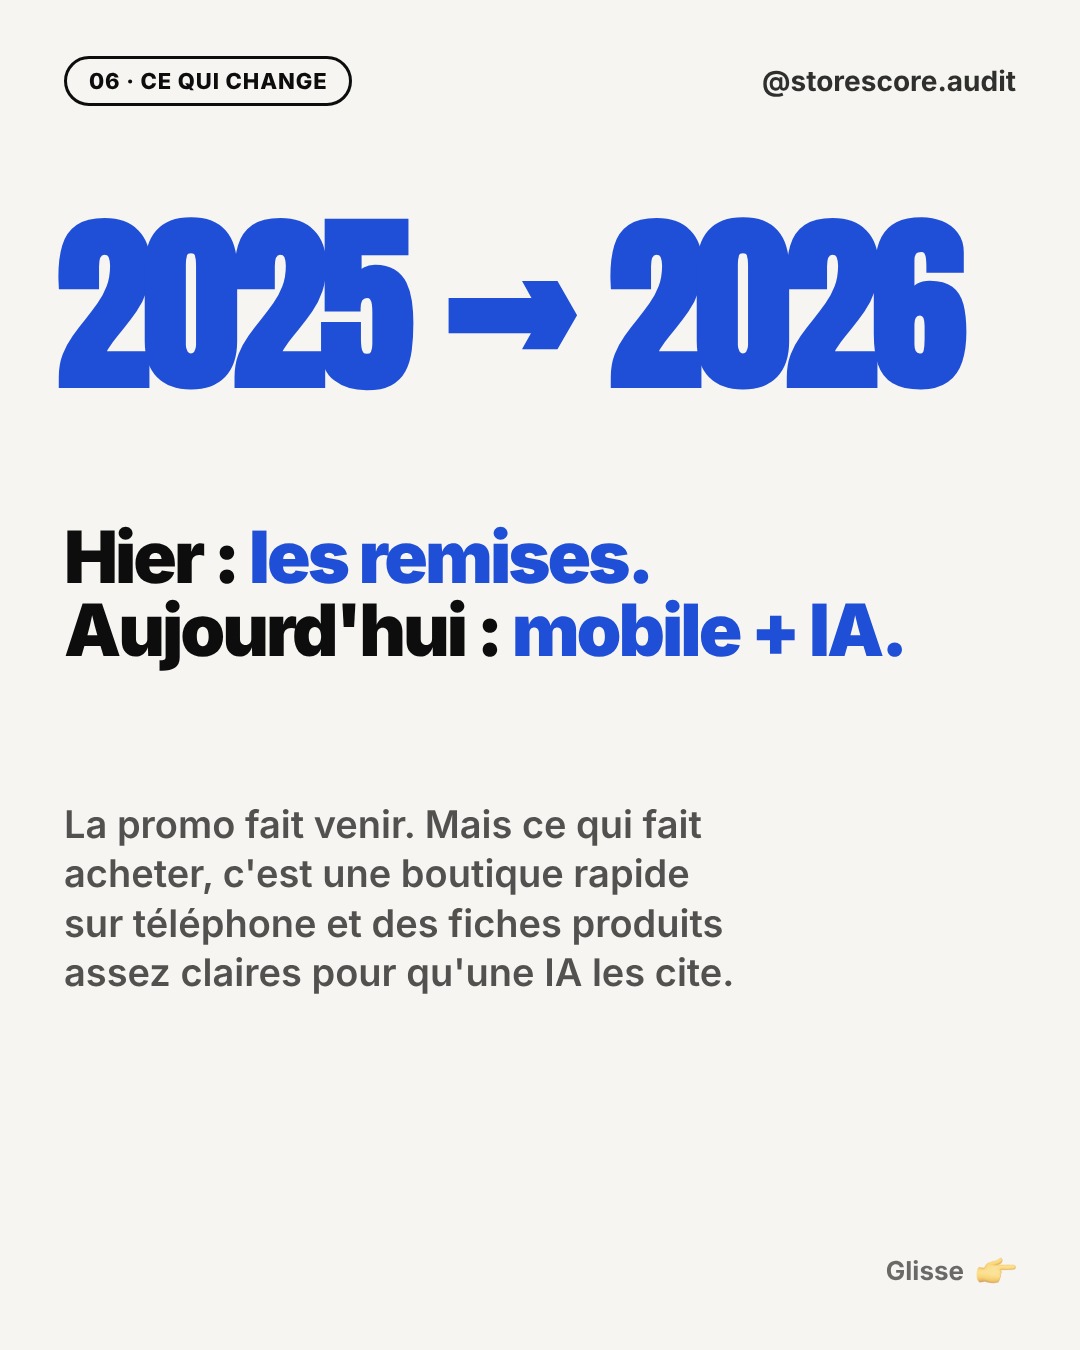 06 · CE QUI CHANGE
@storescore.audit
2025 → 2026
Hier : les remises.
Aujourd'hui : mobile + IA.
La promo fait venir. Mais ce qui fait
acheter, c'est une boutique rapide
sur téléphone et des fiches produits
assez claires pour qu'une IA les cite.
Glisse 👉